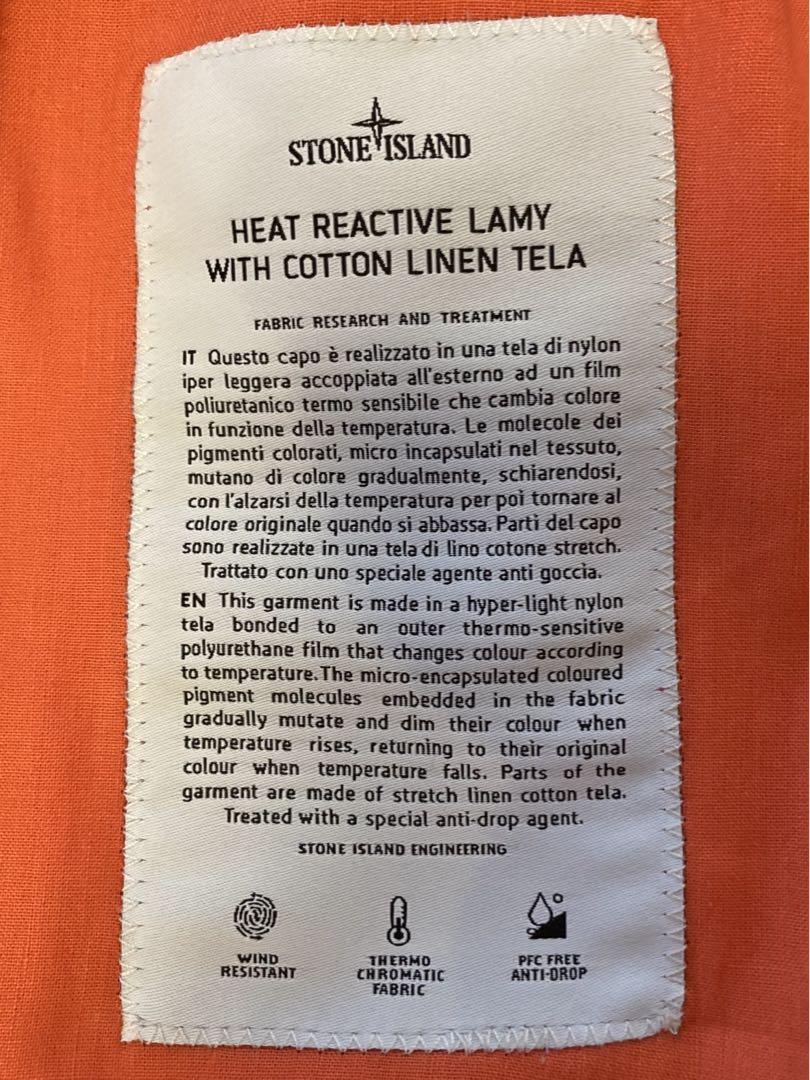 STONE ISLAND
HEAT REACTIVE LAMY
WITH COTTON LINEN TELA
FABRIC RESEARCH AND TREATMENT
IT Questo capo è realizzato in una tela di nylon
iper leggera accoppiata all'esterno ad un film
poliuretanico termo sensibile che cambia colore
in funzione della temperatura. Le molecole dei
pigmenti colorati, micro incapsulati nel tessuto,
mutano di colore gradualmente, schiarendosi,
con l'alzarsi della temperatura per poi tornare al
colore originale quando si abbassa. Parti del capo
sono realizzate in una tela di lino cotone stretch.
Trattato con uno speciale agente anti goccia.
EN This garment is made in a hyper-light nylon
tela bonded to an outer thermo-sensitive
polyurethane film that changes colour according
to temperature. The micro-encapsulated coloured
pigment molecules embedded in the fabric
gradually mutate and dim their colour when
temperature rises, returning to their original
colour when temperature falls. Parts of the
garment are made of stretch linen cotton tela.
Treated with a special anti-drop agent.
STONE ISLAND ENGINEERING
WIND
RESISTANT
THERMO
CHROMATIC
FABRIC
PFC FREE
ANTI-DROP